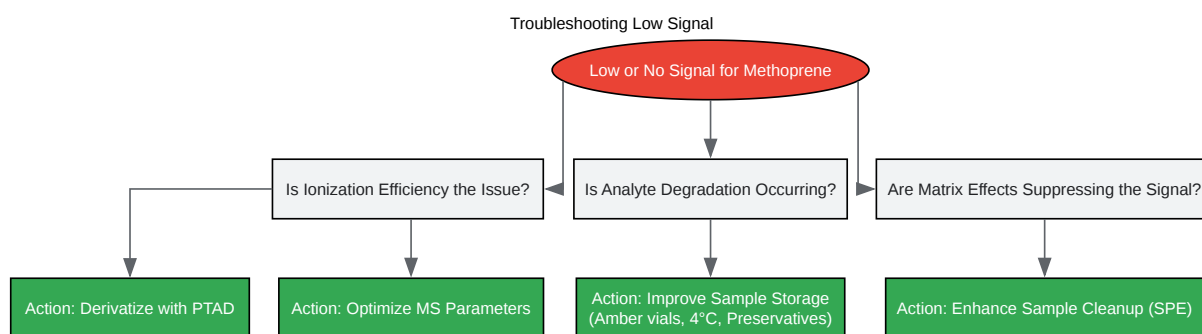 Troubleshooting Low Signal
Low or No Signal for Methoprene
Is Ionization Efficiency the Issue?
Is Analyte Degradation Occurring?
Are Matrix Effects Suppressing the Signal?
Action: Derivatize with PTAD
Action: Optimize MS Parameters
Action: Improve Sample Storage
(Amber vials, 4°C, Preservatives)
Action: Enhance Sample Cleanup (SPE)